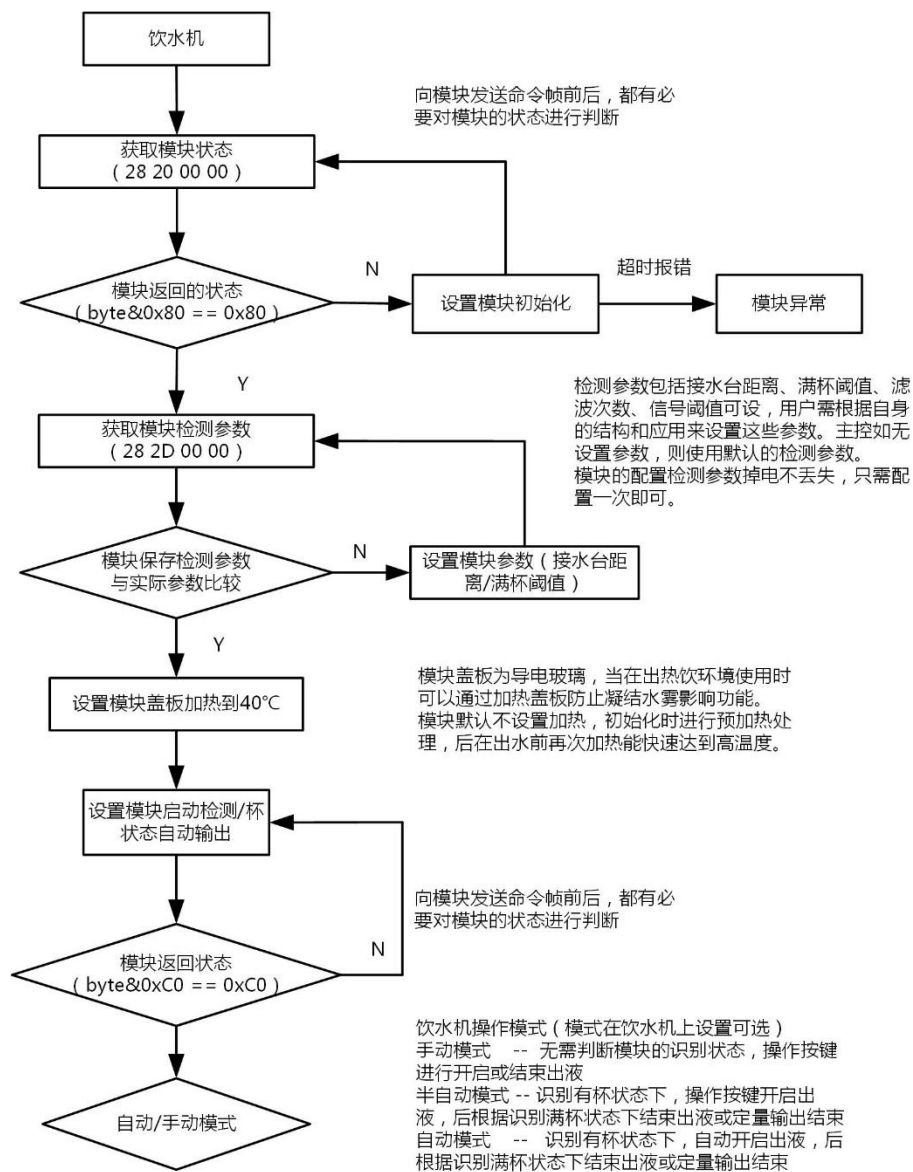 饮水机
向模块发送命令帧前后，都有必
要对模块的状态进行判断
获取模块状态
（28 20 00 00）
模块返回的状态
（byte&0x80 == 0x80）
N
设置模块初始化
超时报错
模块异常
Y
检测参数包括接水台距离、满杯阈值、滤
波次数、信号阈值可设，用户需根据自身
的结构和应用来设置这些参数。主控如无
设置参数，则使用默认的检测参数。
模块的配置检测参数掉电不丢失，只需配
置一次即可。
获取模块检测参数
（28 2D 00 00）
模块保存检测参数
与实际参数比较
N
设置模块参数（接水台距
离/满杯阈值）
Y
模块盖板为导电玻璃，当在出热饮环境使用时
可以通过加热盖板防止凝结水雾影响功能。
模块默认不设置加热，初始化时进行预加热处
理，后在出水前再次加热能快速达到高温度。
设置模块盖板加热到40℃
设置模块启动检测/杯
状态自动输出
向模块发送命令帧前后，都有必
要对模块的状态进行判断
模块返回状态
（byte&0xC0 == 0xC0）
N
饮水机操作模式（模式在饮水机上设置可选）
手动模式 -- 无需判断模块的识别状态，操作按键
进行开启或结束出液
半自动模式 -- 识别有杯状态下，操作按键开启出
液，后根据识别满杯状态下结束出液或定量输出结束
自动模式 -- 识别有杯状态下，自动开启出液，后
根据识别满杯状态下结束出液或定量输出结束
自动/手动模式